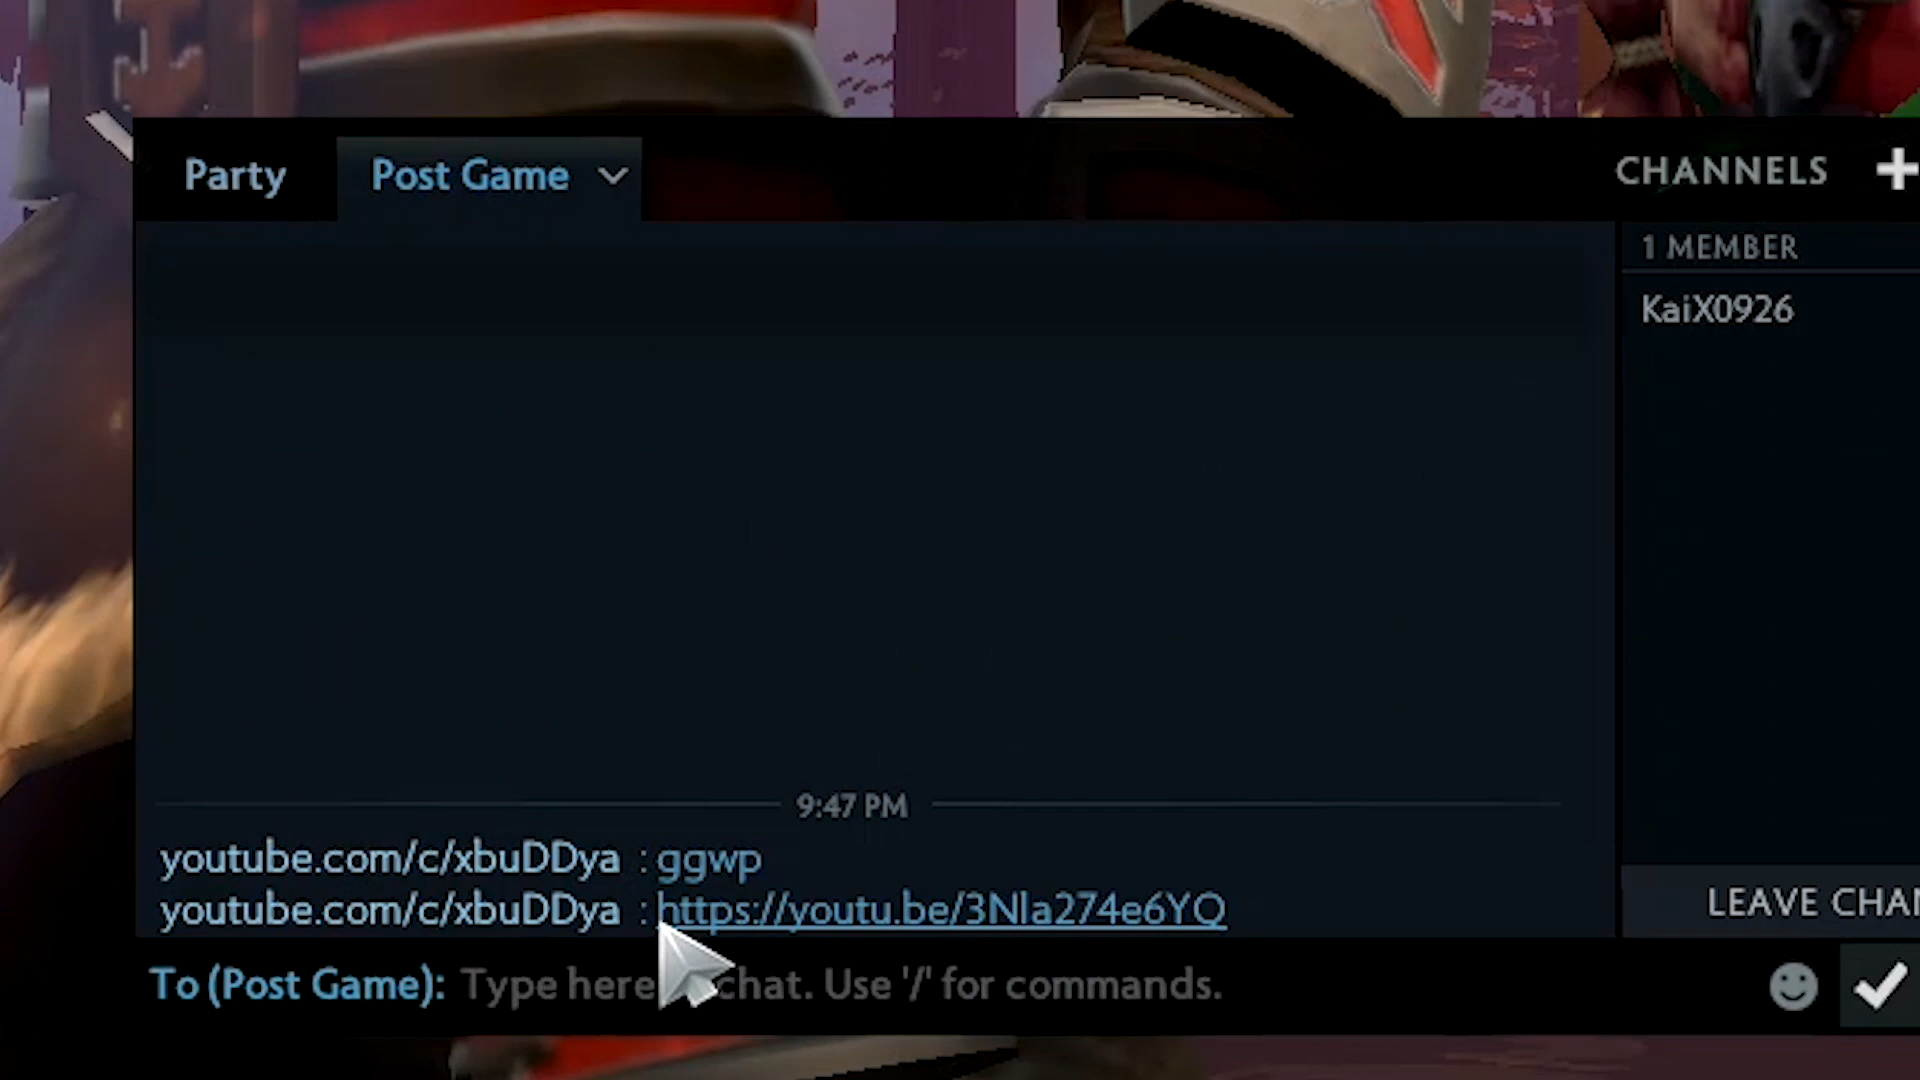 Party
Post Game
CHANNELS
1 MEMBER
KaiX0926
9:47 PM
youtube.com/c/xbuDDya : ggwp
youtube.com/c/xbuDDya : https://youtu.be/3Nla274e6YQ
LEAVE CHAN
To (Post Game): Type here chat. Use '/' for commands.